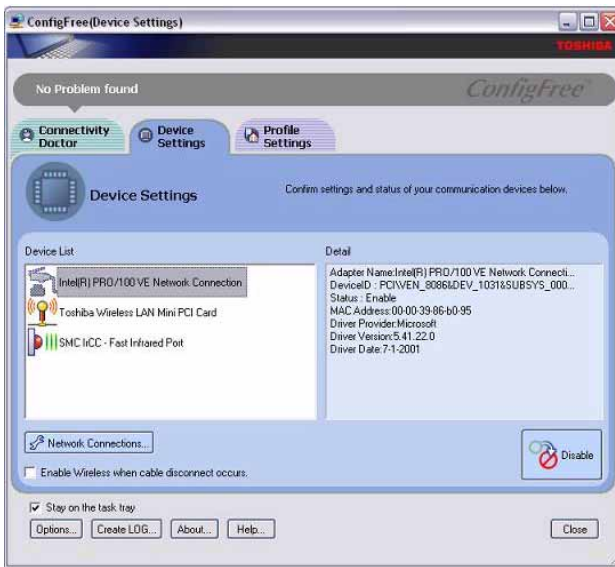 ConfigFree(Device Settings)
TOSHIBA
No Problem found
ConfigFree
Connectivity
Doctor
Device
Settings
Profile
Settings
Device Settings
Confirm settings and status of your communication devices below.
Device List
Intel(R) PRO/100 VE Network Connection
Toshiba Wireless LAN Mini PCI Card
SMC IrCC - Fast Infrared Port
Detail
Adapter Name:Intel(R) PRO/100 VE Network Connecti...
DeviceID : PCI\VEN_8086&DEV_1031&SUBSYS_000...
Status : Enable
MAC Address:00-00-39-86-b0-95
Driver Provider:Microsoft
Driver Version:5.41.22.0
Driver Date:7-1-2001
Network Connections...
Disable
Enable Wireless when cable disconnect occurs.
Stay on the task tray
Options...
Create LOG...
About...
Help...
Close